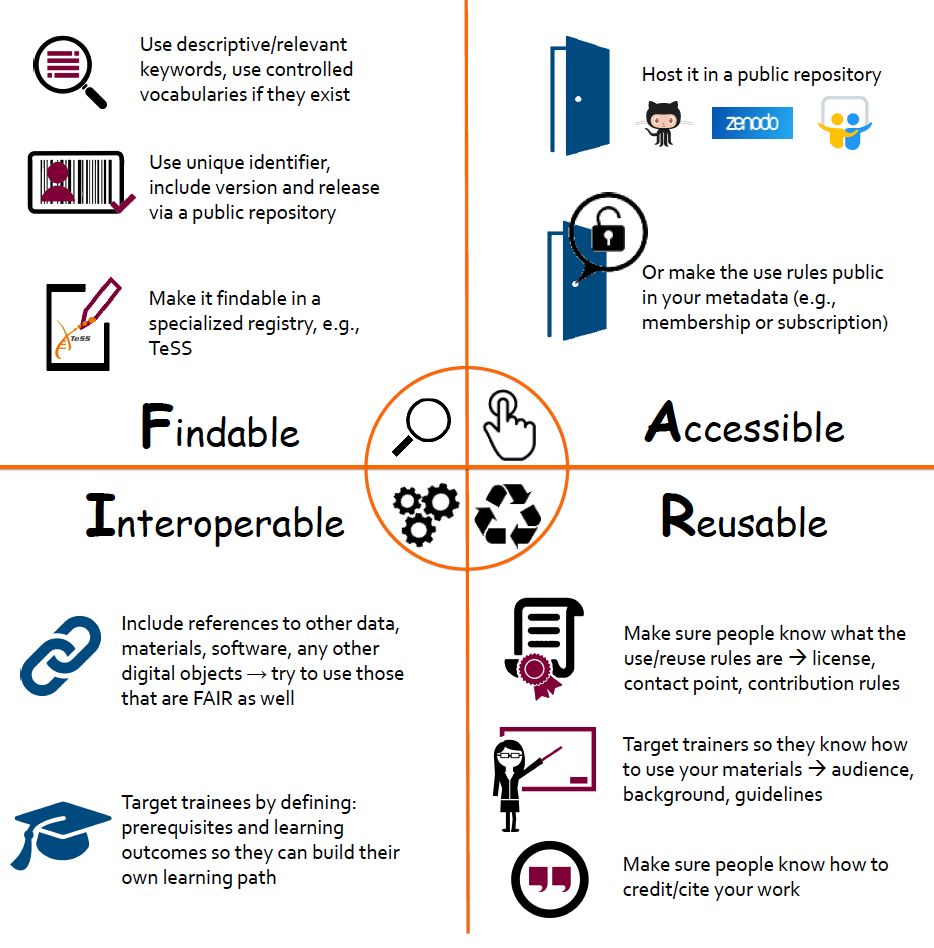 Use descriptive/relevant
keywords, use controlled
vocabularies if they exist
Use unique identifier,
include version and release
via a public repository
TeSS
Make it findable in a
specialized registry, e.g.,
TeSS
Findable
Host it in a public repository
zenodo
Or make the use rules public
in your metadata (e.g.,
membership or subscription)
Accessible
Interoperable
Include references to other data,
materials, software, any other
digital objects → try to use those
that are FAIR as well
Target trainees by defining:
prerequisites and learning
outcomes so they can build their
own learning path
Reusable
Make sure people know what the
use/reuse rules are → license,
contact point, contribution rules
Target trainers so they know how
to use your materials → audience,
background, guidelines
Make sure people know how to
credit/cite your work